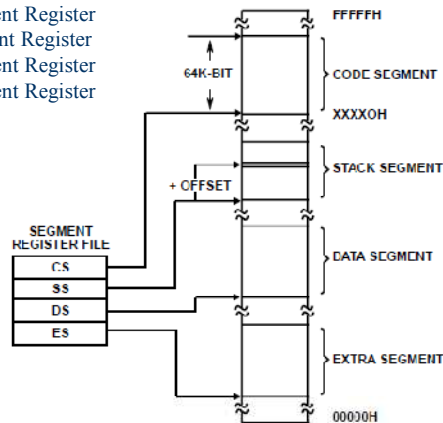 ent Register
nt Register
ent Register
ent Register
FFFFFH
64K-BIT
CODE SEGMENT
XXXX0H
STACK SEGMENT
+ OFFSET
SEGMENT
REGISTER FILE
CS
SS
DS
ES
DATA SEGMENT
EXTRA SEGMENT
00000H